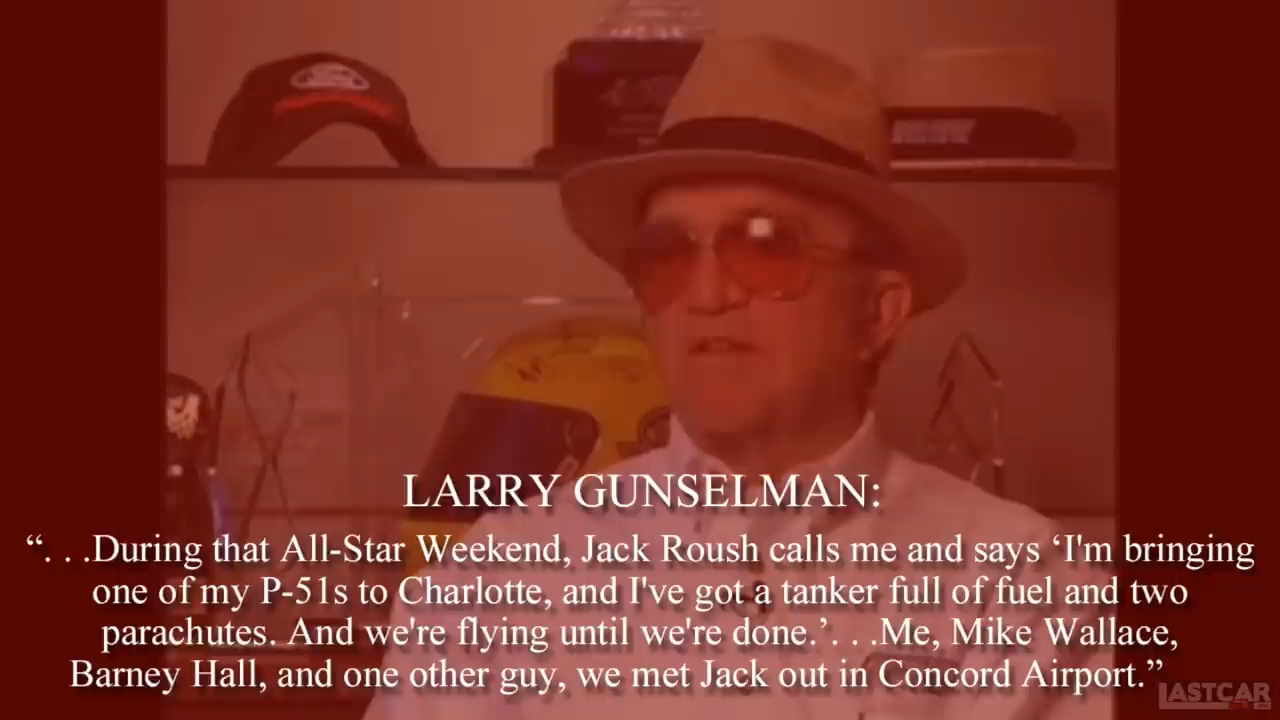 LARRY GUNSELMAN:
“. . .During that All-Star Weekend, Jack Roush calls me and says ‘I'm bringing
one of my P-51s to Charlotte, and I've got a tanker full of fuel and two
parachutes. And we're flying until we're done.’. . .Me, Mike Wallace,
Barney Hall, and one other guy, we met Jack out in Concord Airport.”
LASTCAR